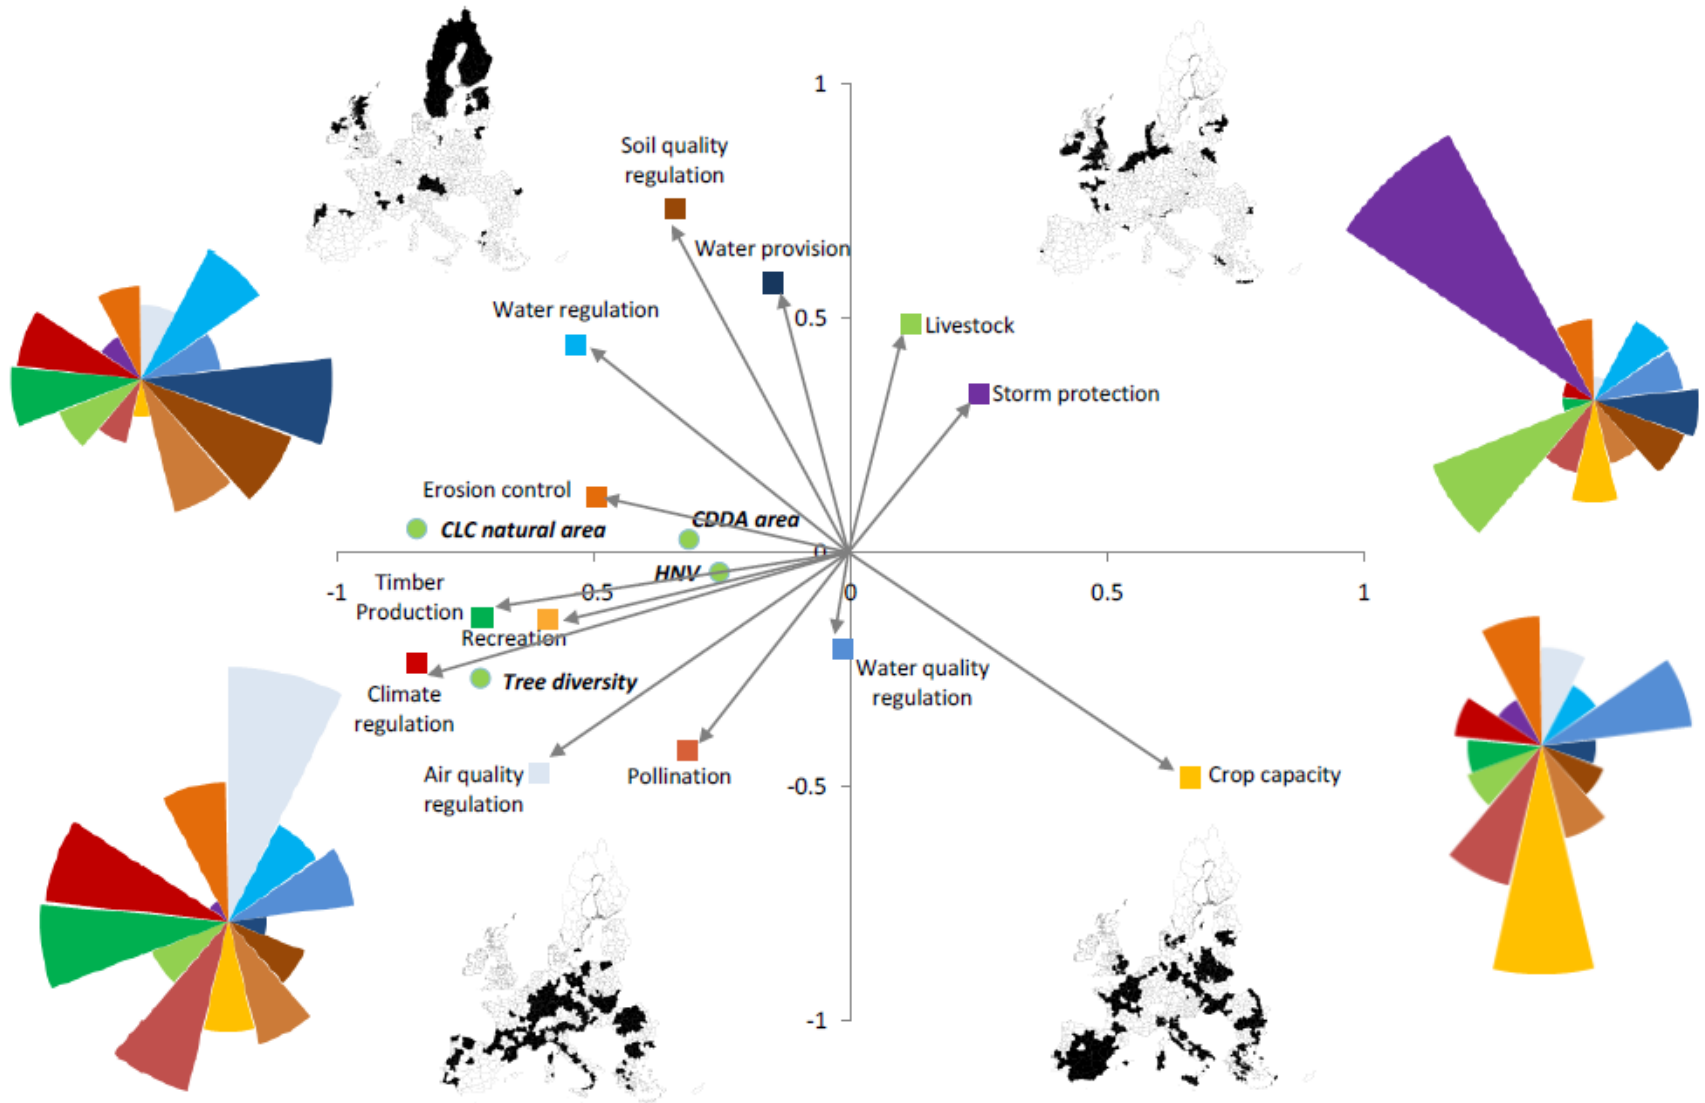 1
Soil quality
regulation
Water provision
Water regulation
0.5
Livestock
Storm protection
Erosion control
CDDA area
CLC natural area
0
HNV
Timber
Production
-1
-0.5
0
0.5
1
Recreation
Climate
regulation
Tree diversity
Water quality
regulation
Air quality
regulation
Pollination
-0.5
Crop capacity
-1